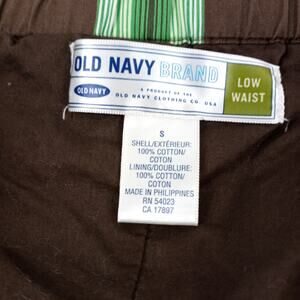 OLD NAVY BRAND
OLD NAVY
A PRODUCT OF THE
OLD NAVY CLOTHING CO. USA
LOW
WAIST
S
SHELL/EXTÉRIEUR:
100% COTTON/
COTON
LINING/DOUBLURE:
100% COTTON/
COTON
MADE IN PHILIPPINES
RN 54023
CA 17897